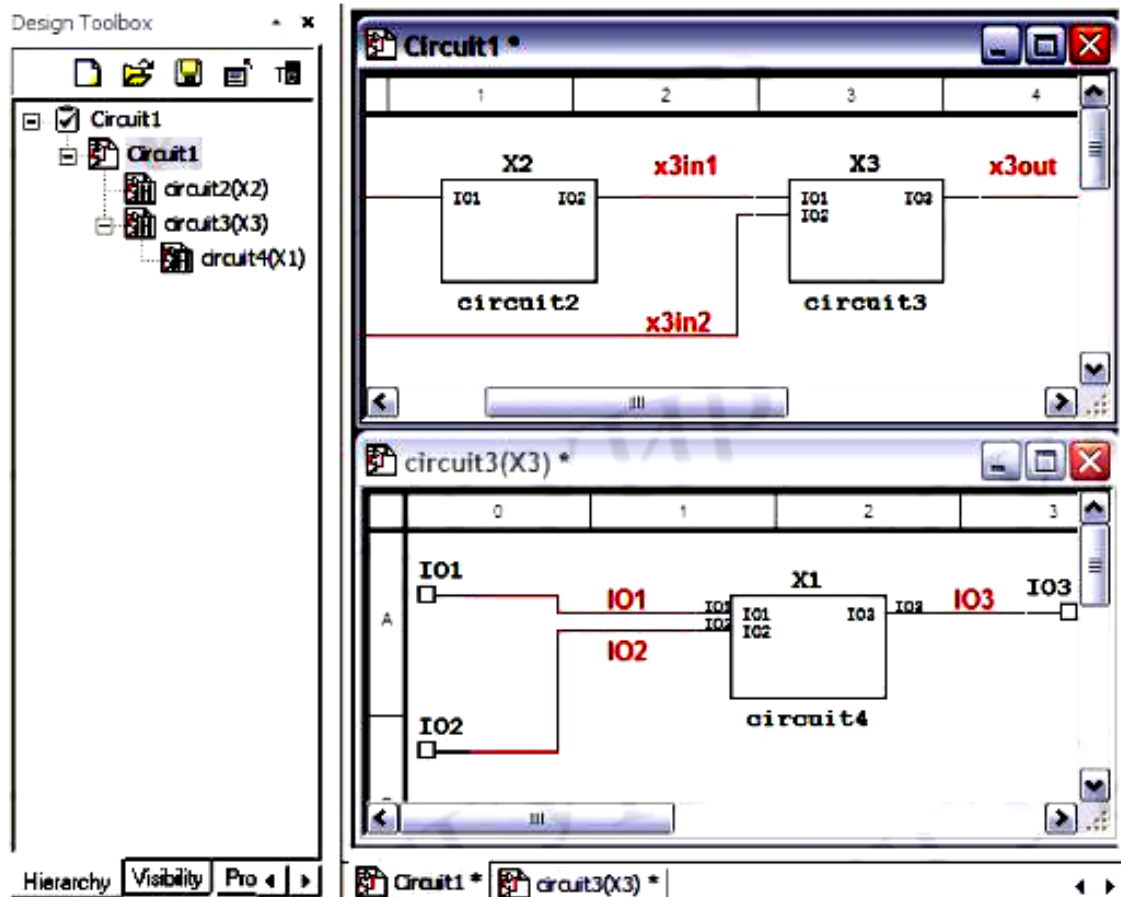 Design Toolbox
Circuit1
Circuit1
circuit2(X2)
circuit3(X3)
circuit4(X1)
Hierarchy
Visibility
Pro
Circuit1 *
1 2 3 4
X2 x3in1 X3 x3out
IO1 IO2 IO1 IO3
IO2
circuit2 circuit3
x3in2
circuit3(X3) *
0 1 2 3
A
IO1 X1 IO3
IO1 IO1 IO1 IO3 IO3 IO3
IO2 IO2
IO2
IO2
circuit4
Circuit1 * circuit3(X3) *